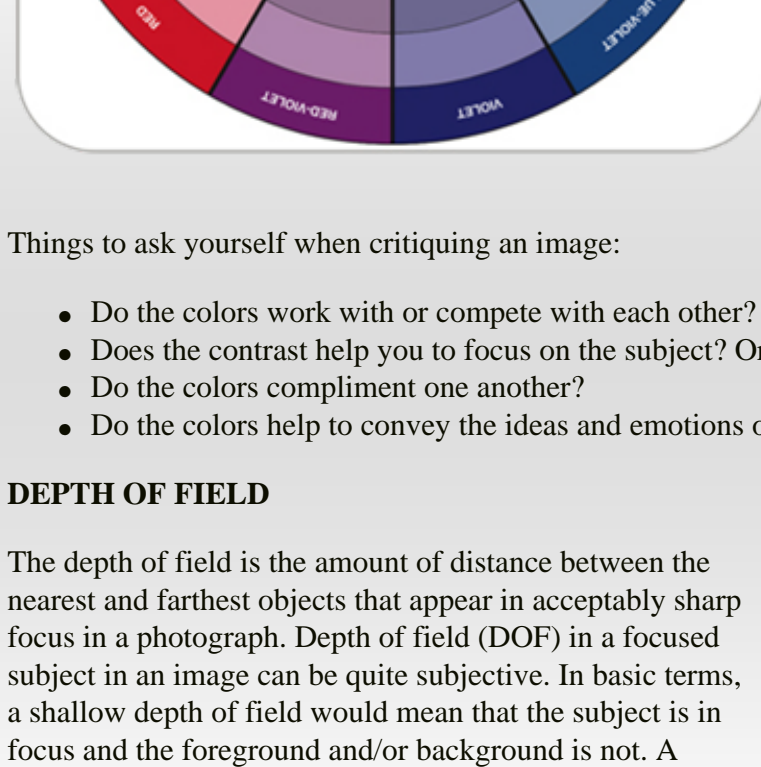 RED
RED-VIOLET
VIOLET
UE-VIOLET
Things to ask yourself when critiquing an image:
Do the colors work with or compete with each other?
Does the contrast help you to focus on the subject? Or
Do the colors compliment one another?
Do the colors help to convey the ideas and emotions o
DEPTH OF FIELD
The depth of field is the amount of distance between the
nearest and farthest objects that appear in acceptably sharp
focus in a photograph. Depth of field (DOF) in a focused
subject in an image can be quite subjective. In basic terms,
a shallow depth of field would mean that the subject is in
focus and the foreground and/or background is not. A